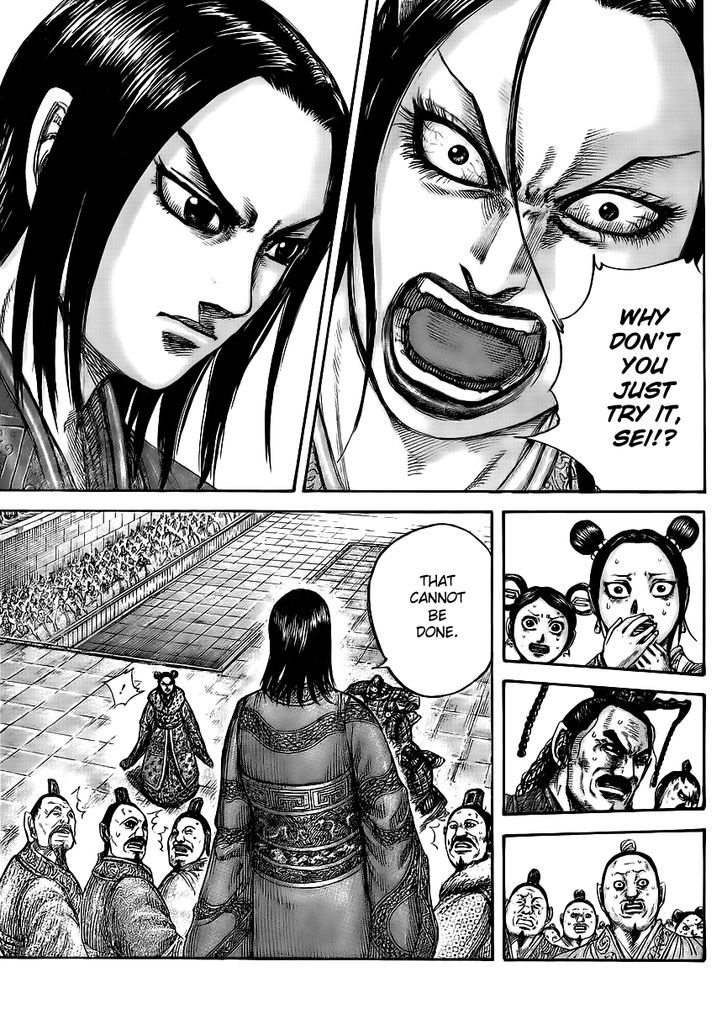 WHY
DON'T
YOU
JUST
TRY IT,
SEI!?
THAT
CANNOT
BE
DONE.
!